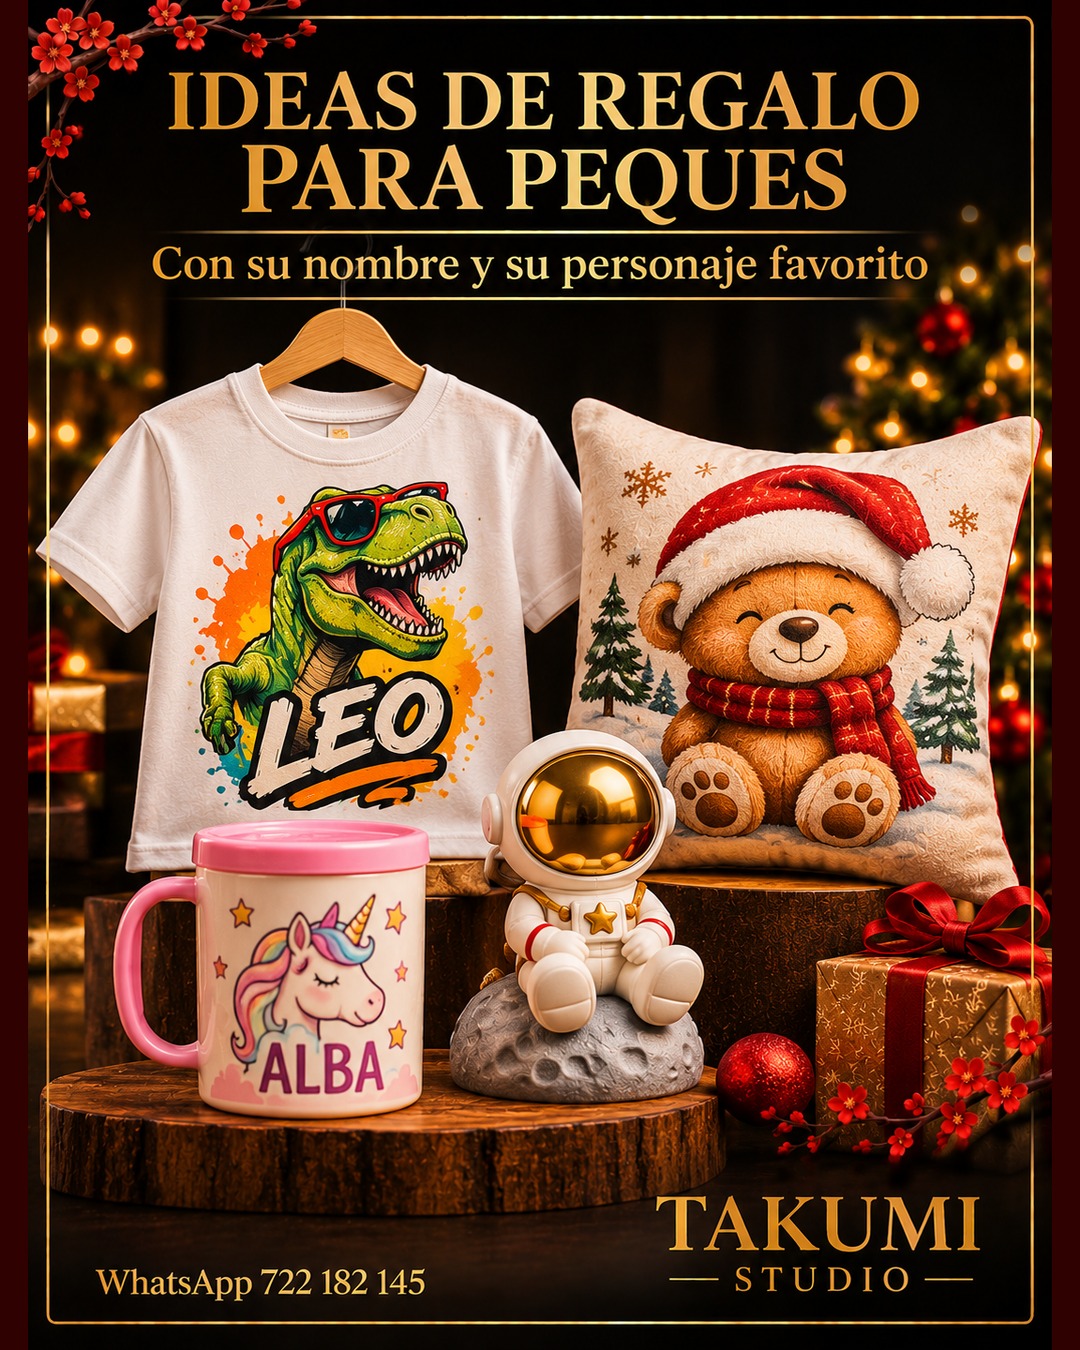 IDEAS DE REGALO
PARA PEQUES
Con su nombre y su personaje favorito
LEO
ALBA
TAKUMI
STUDIO
WhatsApp 722 182 145